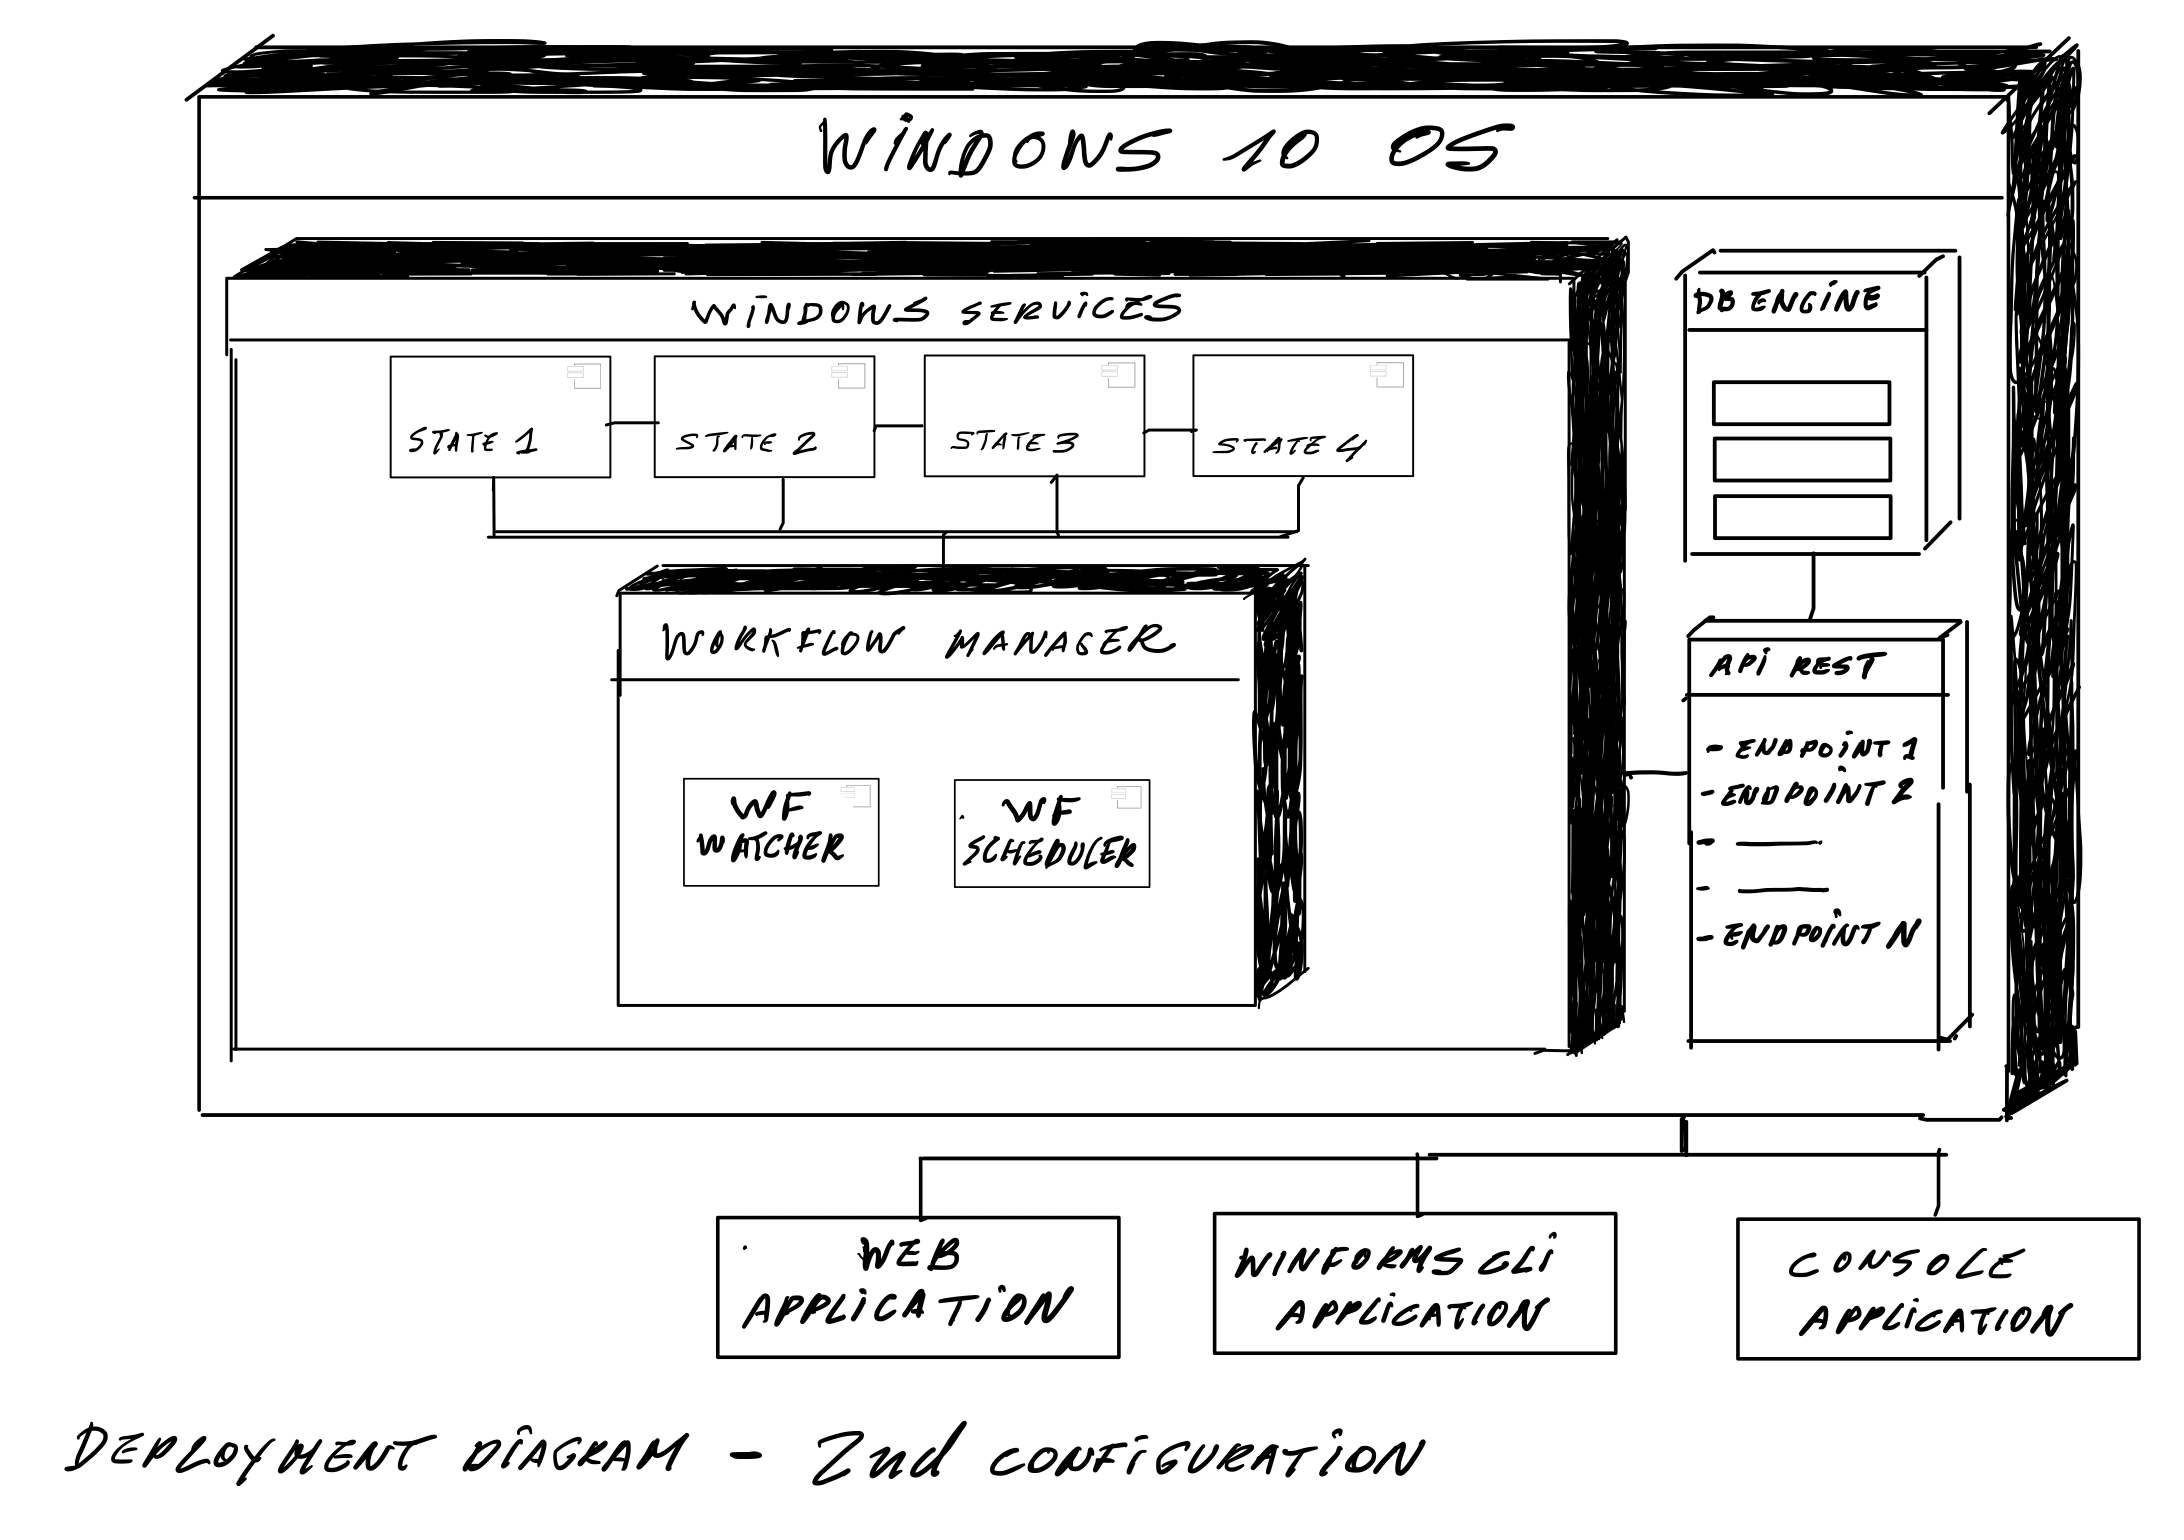 WINDOWS 10 OS
WINDOWS SERVICES
DB ENGINE
STATE 1
STATE 2
STATE 3
STATE 4
WORKFLOW MANAGER
WF
WATCHER
WF
SCHEDULER
API REST
- ENDPOINT 1
- ENDPOINT 2
-
-
- ENDPOINT N
WEB
APPLICATION
WINFORMS CLI
APPLICATION
CONSOLE
APPLICATION
DEPLOYMENT DIAGRAM - 2nd CONFIGURATION